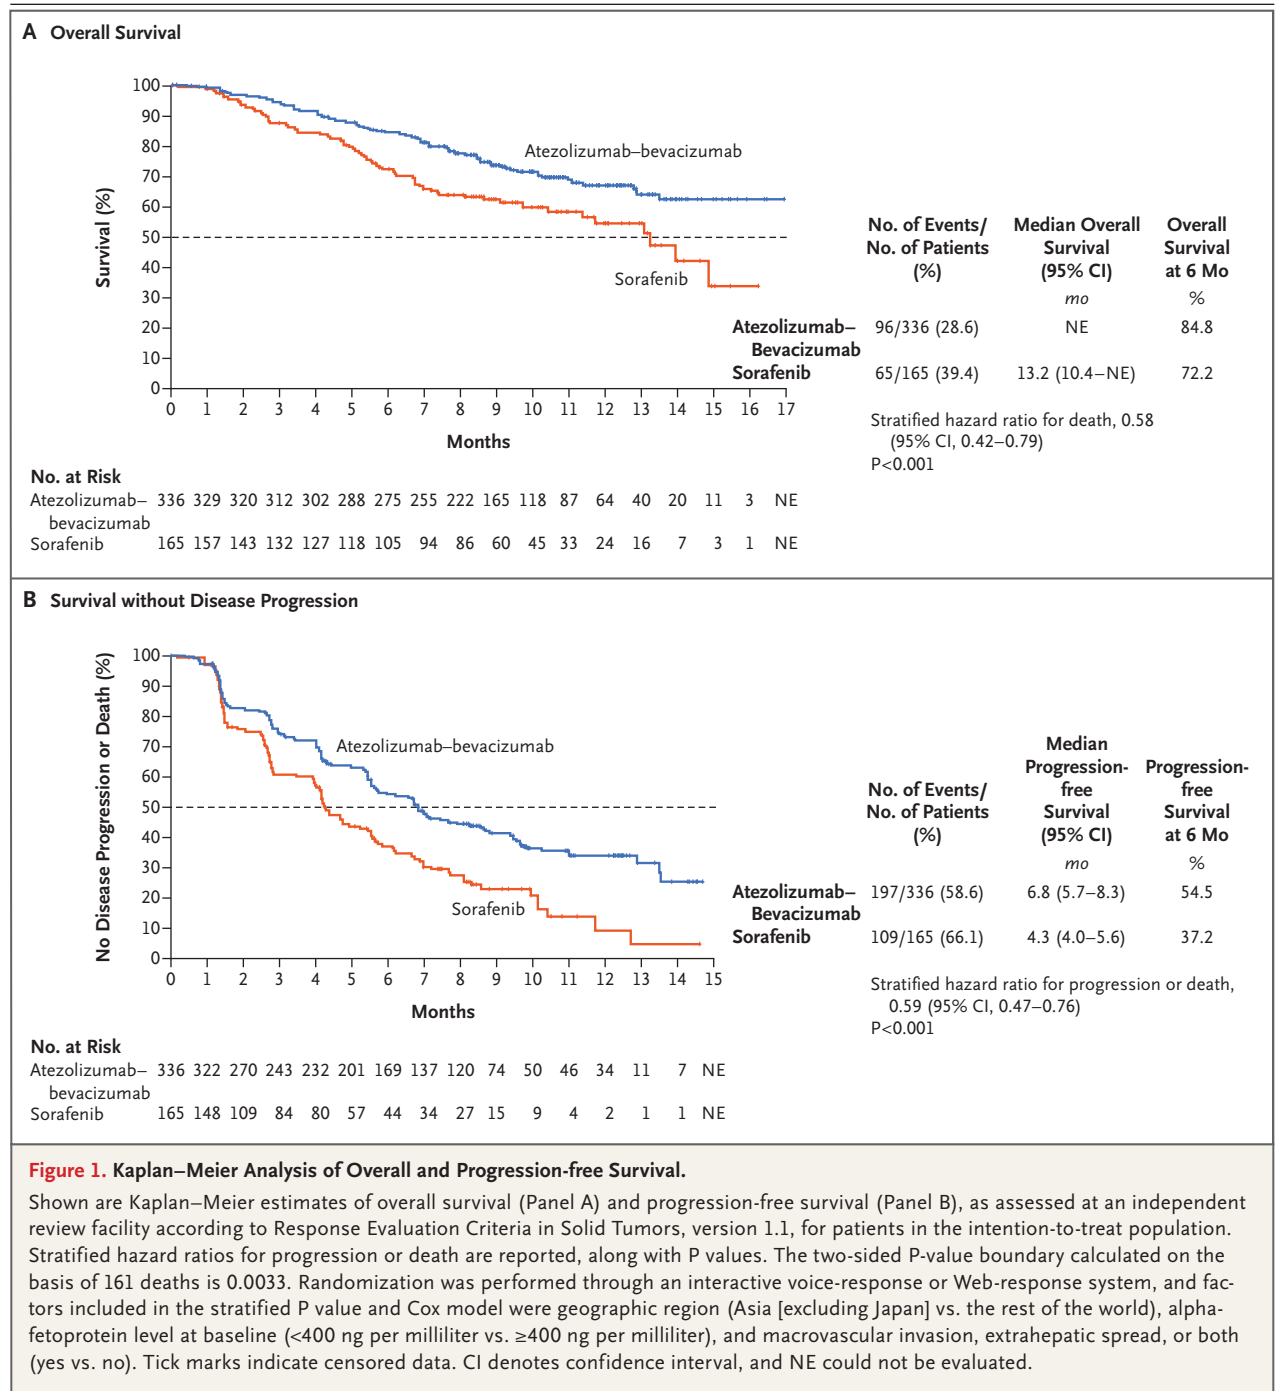 A Overall Survival
100
90
80
70
60
50
40
30
20
10
0
Survival (%)
Atezolizumab–bevacizumab
Sorafenib
0 1 2 3 4 5 6 7 8 9 10 11 12 13 14 15 16 17
Months
No. of Events/
No. of Patients
(%)
Median Overall
Survival
(95% CI)
Overall
Survival
at 6 Mo
mo %
Atezolizumab–
Bevacizumab
96/336 (28.6) NE 84.8
Sorafenib 65/165 (39.4) 13.2 (10.4–NE) 72.2
Stratified hazard ratio for death, 0.58
(95% CI, 0.42–0.79)
P<0.001
No. at Risk
Atezolizumab–
bevacizumab
336 329 320 312 302 288 275 255 222 165 118 87 64 40 20 11 3 NE
Sorafenib 165 157 143 132 127 118 105 94 86 60 45 33 24 16 7 3 1 NE
B Survival without Disease Progression
100
90
80
70
60
50
40
30
20
10
0
No Disease Progression or Death (%)
Atezolizumab–bevacizumab
Sorafenib
0 1 2 3 4 5 6 7 8 9 10 11 12 13 14 15
Months
No. of Events/
No. of Patients
(%)
Median
Progression-
free
Survival
(95% CI)
Progression-
free
Survival
at 6 Mo
mo %
Atezolizumab–
Bevacizumab
197/336 (58.6) 6.8 (5.7–8.3) 54.5
Sorafenib 109/165 (66.1) 4.3 (4.0–5.6) 37.2
Stratified hazard ratio for progression or death,
0.59 (95% CI, 0.47–0.76)
P<0.001
No. at Risk
Atezolizumab–
bevacizumab
336 322 270 243 232 201 169 137 120 74 50 46 34 11 7 NE
Sorafenib 165 148 109 84 80 57 44 34 27 15 9 4 2 1 1 NE
Figure 1. Kaplan–Meier Analysis of Overall and Progression-free Survival.
Shown are Kaplan–Meier estimates of overall survival (Panel A) and progression-free survival (Panel B), as assessed at an independent
review facility according to Response Evaluation Criteria in Solid Tumors, version 1.1, for patients in the intention-to-treat population.
Stratified hazard ratios for progression or death are reported, along with P values. The two-sided P-value boundary calculated on the
basis of 161 deaths is 0.0033. Randomization was performed through an interactive voice-response or Web-response system, and fac-
tors included in the stratified P value and Cox model were geographic region (Asia [excluding Japan] vs. the rest of the world), alpha-
fetoprotein level at baseline (<400 ng per milliliter vs. ≥400 ng per milliliter), and macrovascular invasion, extrahepatic spread, or both
(yes vs. no). Tick marks indicate censored data. CI denotes confidence interval, and NE could not be evaluated.